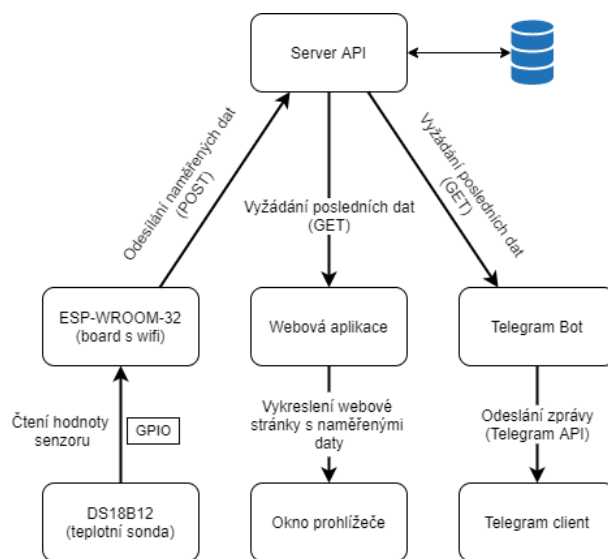 Server API
Odesílání naměřených dat
(POST)
Vyžádání posledních dat
(GET)
Vyžádání posledních dat
(GET)
ESP-WROOM-32
(board s wifi)
Webová aplikace
Telegram Bot
Čtení hodnoty
senzoru
GPIO
Vykreslení webové
stránky s naměřenými
daty
Odeslání zprávy
(Telegram API)
DS18B12
(teplotní sonda)
Okno prohlížeče
Telegram client